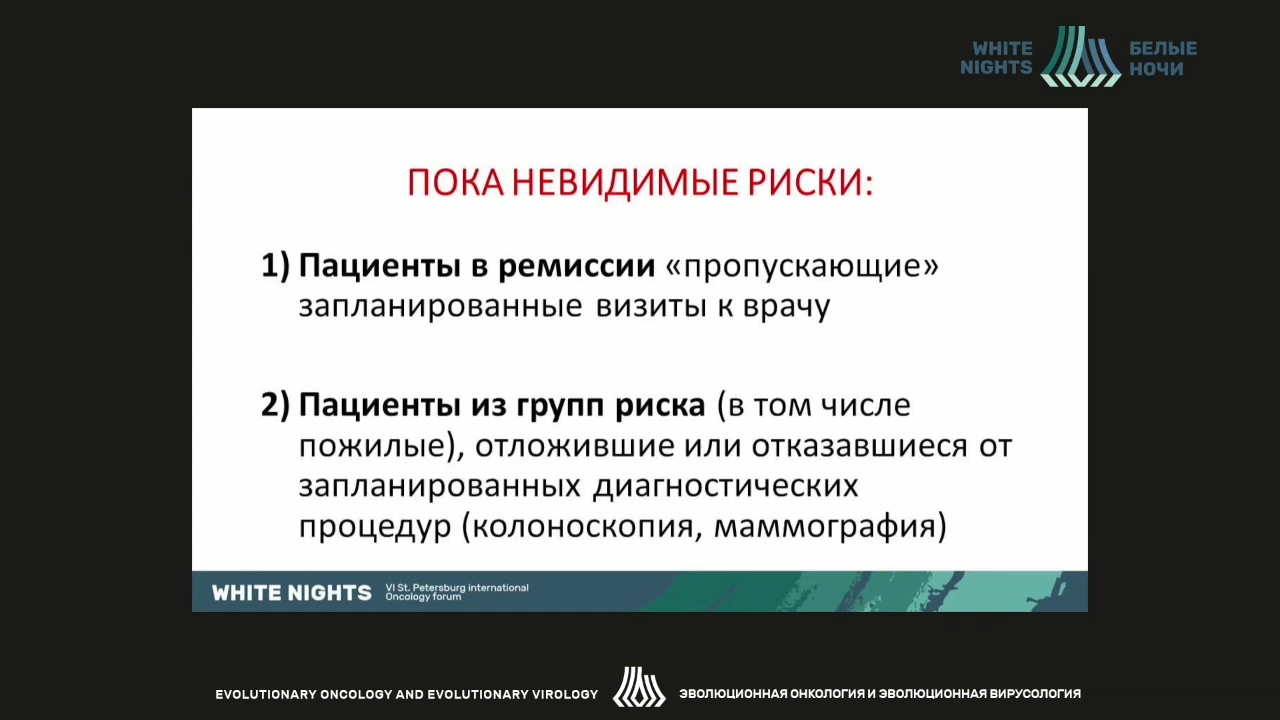 WHITE
NIGHTS
БЕЛЫЕ
НОЧИ
ПОКА НЕВИДИМЫЕ РИСКИ:
1) Пациенты в ремиссии «пропускающие»
запланированные визиты к врачу
2) Пациенты из групп риска (в том числе
пожилые), отложившие или отказавшиеся от
запланированных диагностических
процедур (колоноскопия, маммография)
WHITE NIGHTS
VI St. Petersburg international
Oncology forum
EVOLUTIONARY ONCOLOGY AND EVOLUTIONARY VIROLOGY
ЭВОЛЮЦИОННАЯ ОНКОЛОГИЯ И ЭВОЛЮЦИОННАЯ ВИРУСОЛОГИЯ